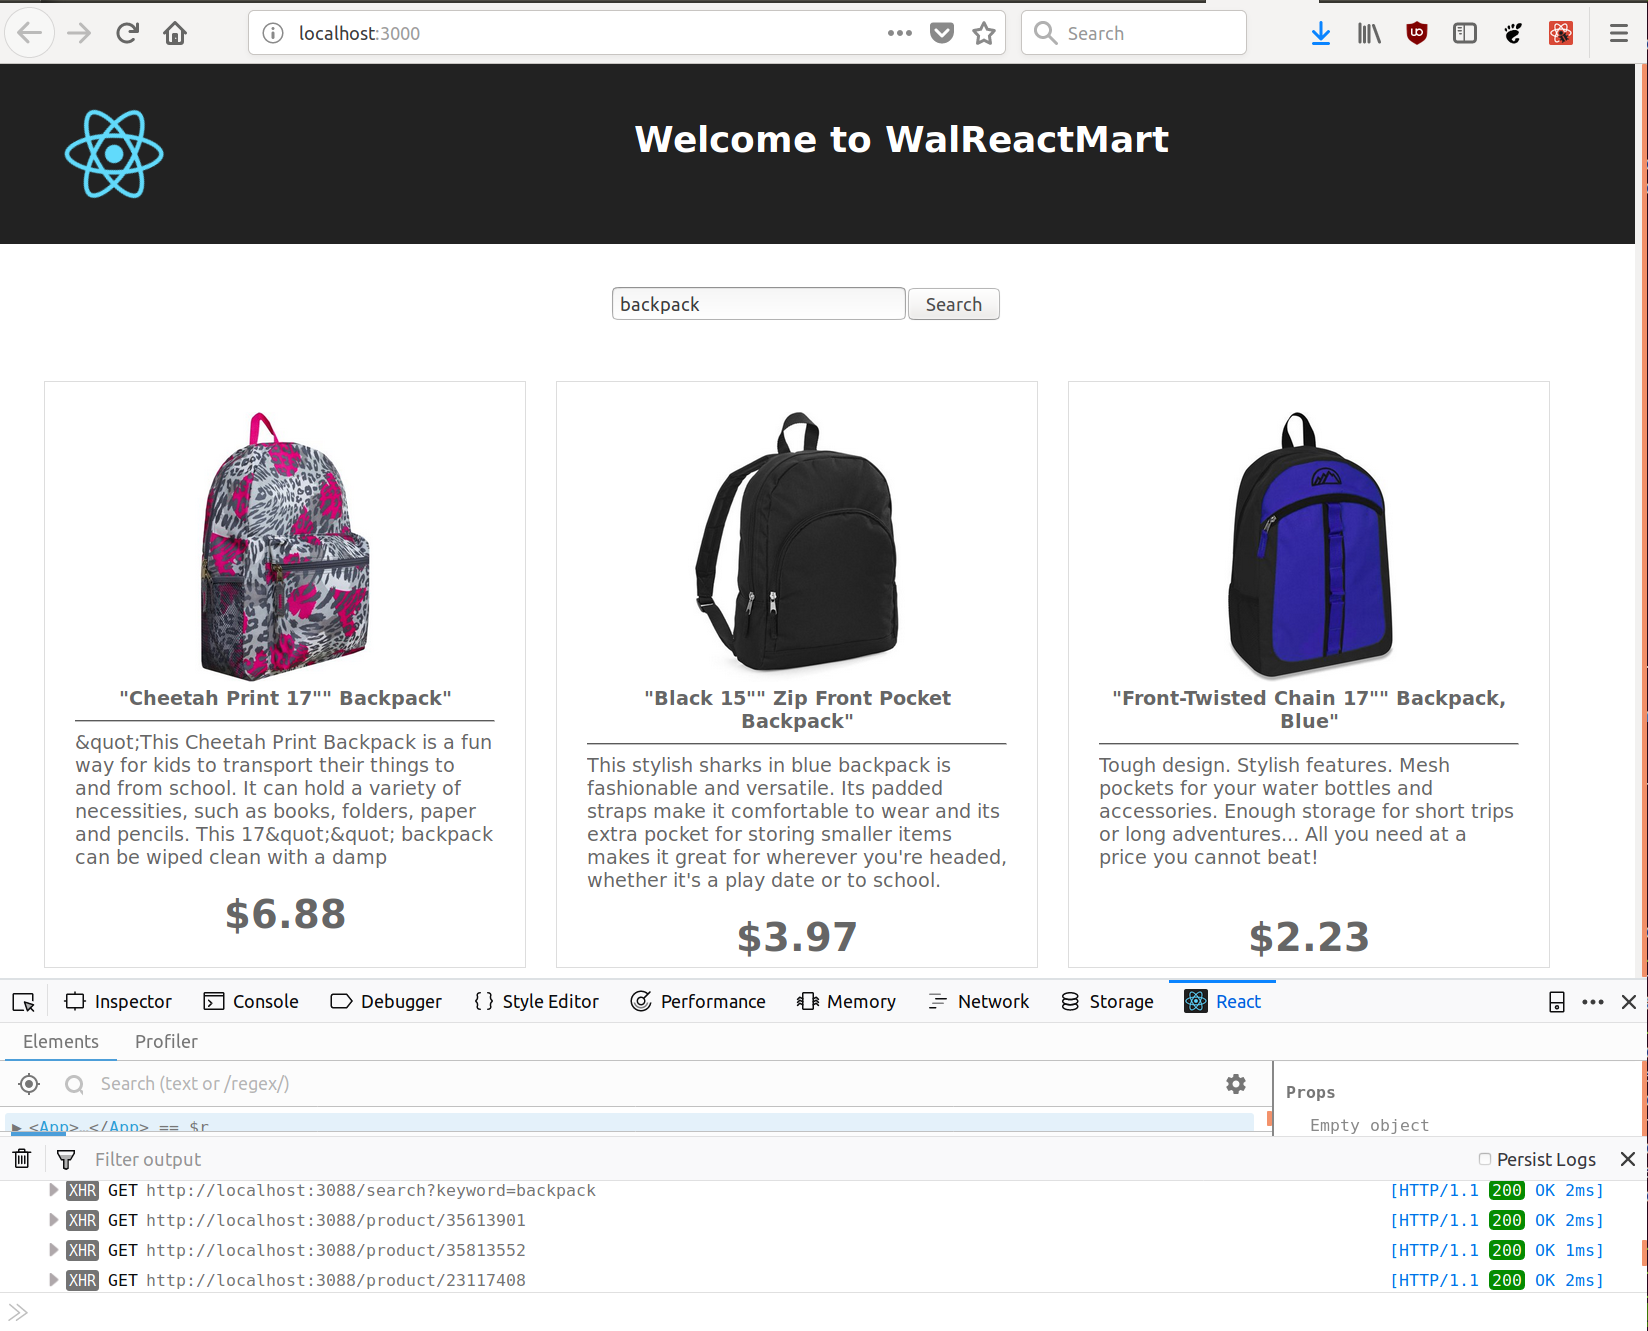 localhost:3000
Search
Welcome to WalReactMart
backpack
Search
"Cheetah Print 17"" Backpack"
&quot;This Cheetah Print Backpack is a fun
way for kids to transport their things to
and from school. It can hold a variety of
necessities, such as books, folders, paper
and pencils. This 17&quot;&quot; backpack
can be wiped clean with a damp
$6.88
"Black 15"" Zip Front Pocket
Backpack"
This stylish sharks in blue backpack is
fashionable and versatile. Its padded
straps make it comfortable to wear and its
extra pocket for storing smaller items
makes it great for wherever you're headed,
whether it's a play date or to school.
$3.97
"Front-Twisted Chain 17"" Backpack,
Blue"
Tough design. Stylish features. Mesh
pockets for your water bottles and
accessories. Enough storage for short trips
or long adventures... All you need at a
price you cannot beat!
$2.23
Inspector Console Debugger { } Style Editor Performance Memory Network Storage React
Elements Profiler
Search (text or /regex/)
Props
Empty object
<App>…</App> == $r
Filter output
Persist Logs
XHR GET http://localhost:3088/search?keyword=backpack [HTTP/1.1 200 OK 2ms]
XHR GET http://localhost:3088/product/35613901 [HTTP/1.1 200 OK 2ms]
XHR GET http://localhost:3088/product/35813552 [HTTP/1.1 200 OK 1ms]
XHR GET http://localhost:3088/product/23117408 [HTTP/1.1 200 OK 2ms]